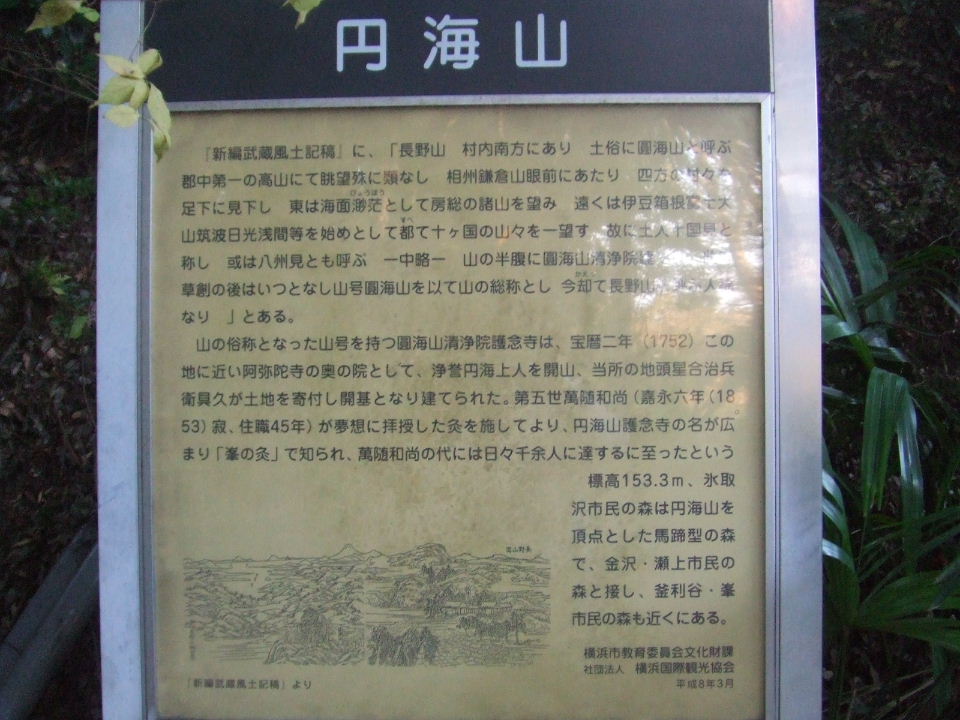 円海山
『新編武蔵風土記稿』に、「長野山　村内南方にあり　土俗に圓海山と呼ぶ
郡中第一の高山にて眺望殊に類なし　相州鎌倉山眼前にあたり　四方の村々を
足下に見下し　東は海面渺茫として房総の諸山を望み　遠くは伊豆箱根富士大
山筑波日光浅間等を始めとして都て十ヶ国の山々を一望す　故に土人十国見と
称し　或は八州見とも呼ぶ　一中略一　山の半腹に圓海山清浄院
草創の後はいつとなし山号圓海山を以て山の総称とし　今却て長野山
なり　」とある。
山の俗称となった山号を持つ圓海山清浄院護念寺は、宝暦二年（1752）この
地に近い阿弥陀寺の奥の院として、浄誉円海上人を開山、当所の地頭星合治兵
衛具久が土地を寄付し開基となり建てられた。第五世萬随和尚（嘉永六年（18
53）寂、住職45年）が夢想に拝授した灸を施してより、円海山護念寺の名が広
まり「峯の灸」で知られ、萬随和尚の代には日々千余人に達するに至ったという。
標高153.3m、氷取
沢市民の森は円海山を
頂点とした馬蹄型の森
で、金沢・瀬上市民の
森と接し、釜利谷・峯
市民の森も近くにある。
長野山図
『新編武蔵風土記稿』より
横浜市教育委員会文化財課
社団法人　横浜国際観光協会
平成8年3月